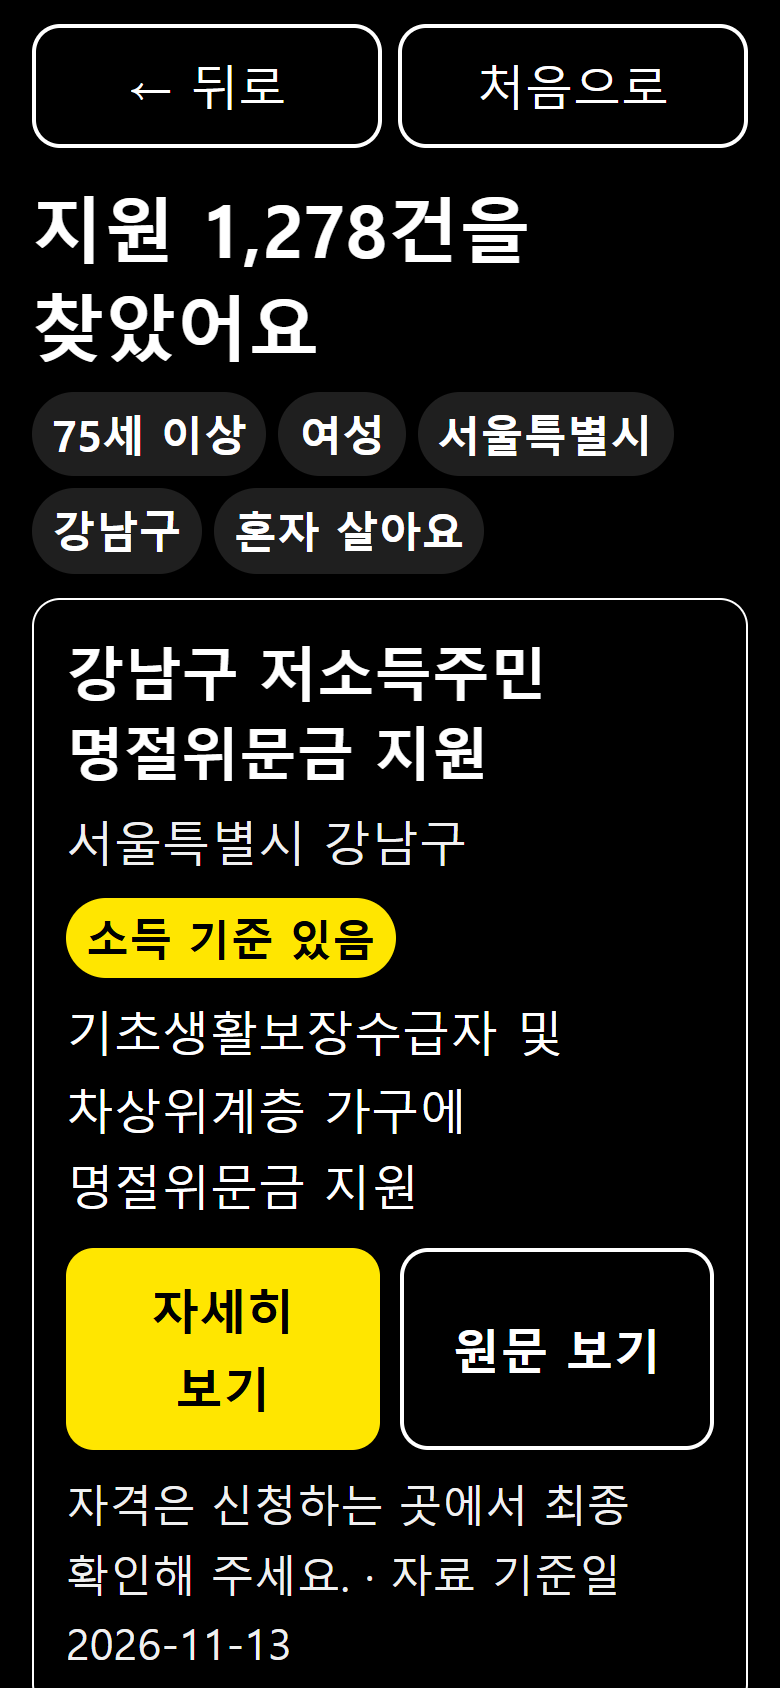 ← 뒤로 처음으로
지원 1,278건을
찾았어요
75세 이상 여성 서울특별시
강남구 혼자 살아요
강남구 저소득주민
명절위문금 지원
서울특별시 강남구
소득 기준 있음
기초생활보장수급자 및
차상위계층 가구에
명절위문금 지원
자세히
보기
원문 보기
자격은 신청하는 곳에서 최종
확인해 주세요. · 자료 기준일
2026-11-13